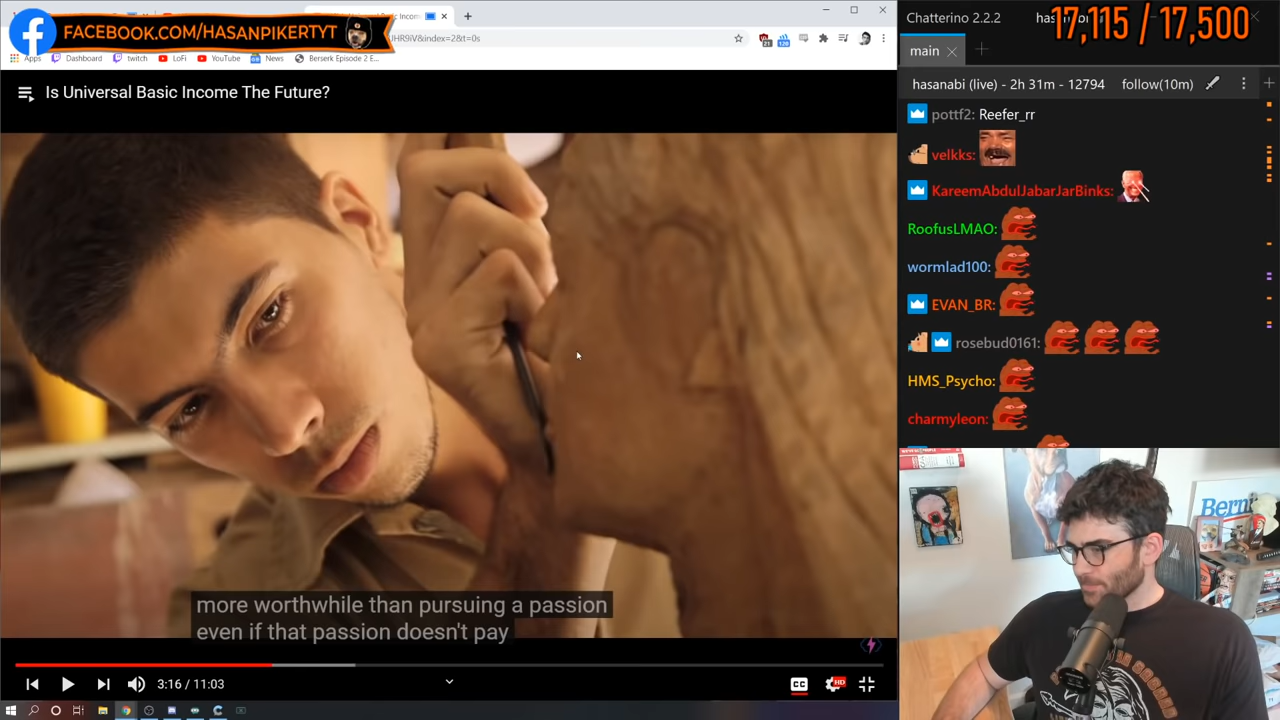 FACEBOOK.COM/HASANPIKERTYT
Apps
Dashboard
twitch
LoFi
YouTube
News
Berserk Episode 2 E...
Is Universal Basic Income The Future?
more worthwhile than pursuing a passion
even if that passion doesn't pay
3:16 / 11:03
HD
Chatterino 2.2.2
17,115 / 17,500
main
hasanabi (live) - 2h 31m - 12794
follow(10m)
pottf2: Reefer_rr
velkks:
KareemAbdulJabarJarBinks:
RoofusLMAO:
wormlad100:
EVAN_BR:
rosebud0161:
HMS_Psycho:
charmyleon:
Bern